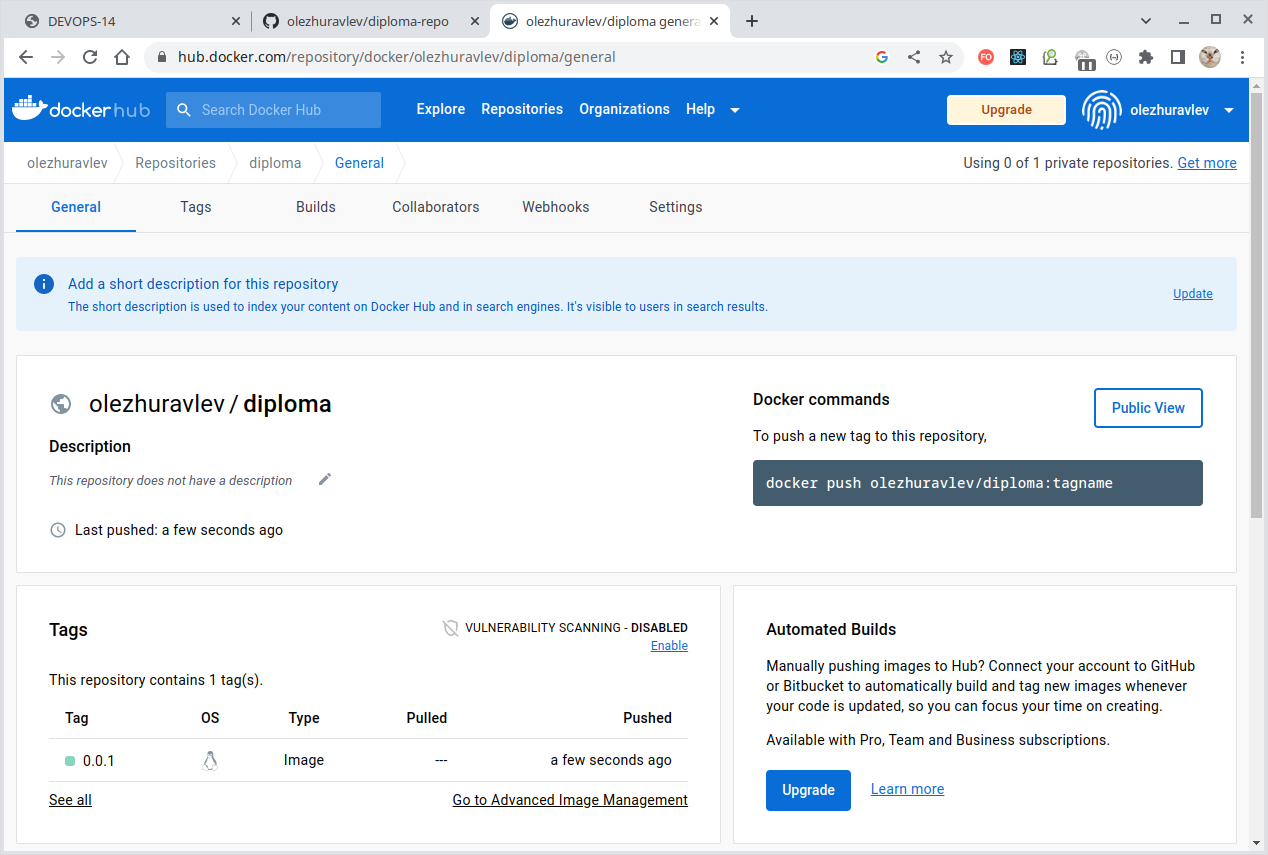 DEVOPS-14
olezhuravlev/diploma-repo
olezhuravlev/diploma genera
hub.docker.com/repository/docker/olezhuravlev/diploma/general
dockerhub
Search Docker Hub
Explore
Repositories
Organizations
Help
Upgrade
olezhuravlev
olezhuravlev
Repositories
diploma
General
Using 0 of 1 private repositories. Get more
General
Tags
Builds
Collaborators
Webhooks
Settings
Add a short description for this repository
The short description is used to index your content on Docker Hub and in search engines. It's visible to users in search results.
Update
olezhuravlev / diploma
Description
This repository does not have a description
Last pushed: a few seconds ago
Docker commands
Public View
To push a new tag to this repository,
docker push olezhuravlev/diploma:tagname
Tags
VULNERABILITY SCANNING - DISABLED
Enable
This repository contains 1 tag(s).
Tag OS Type Pulled Pushed
0.0.1 Image --- a few seconds ago
See all
Go to Advanced Image Management
Automated Builds
Manually pushing images to Hub? Connect your account to GitHub
or Bitbucket to automatically build and tag new images whenever
your code is updated, so you can focus your time on creating.
Available with Pro, Team and Business subscriptions.
Upgrade
Learn more